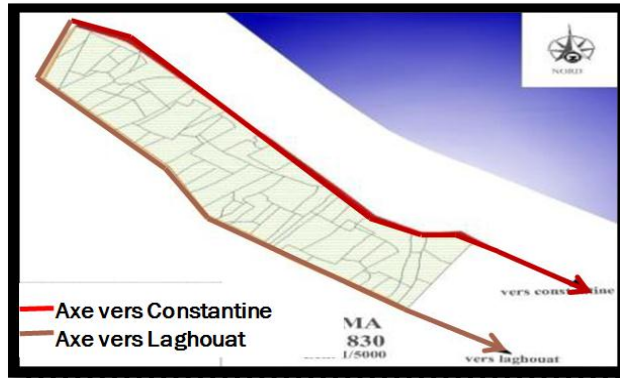 NORD
vers constantine
Axe vers Constantine
Axe vers Laghouat
MA
830
1/5000
vers laghouat